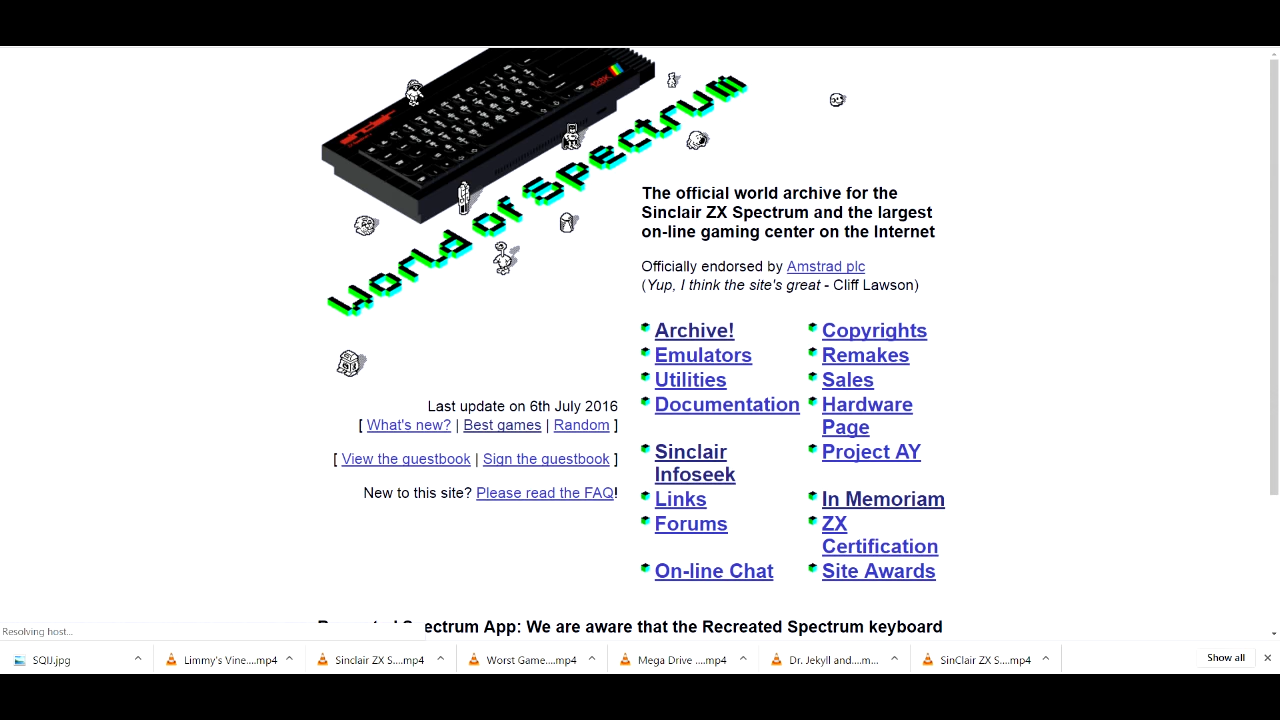 sinclair
128K
World of Spectrum
The official world archive for the
Sinclair ZX Spectrum and the largest
on-line gaming center on the Internet
Officially endorsed by Amstrad plc
(Yup, I think the site's great - Cliff Lawson)
Archive!
Copyrights
Emulators
Remakes
Utilities
Sales
Documentation
Hardware
Page
Sinclair
Infoseek
Project AY
Links
In Memoriam
Forums
ZX
Certification
On-line Chat
Site Awards
Last update on 6th July 2016
[ What's new? | Best games | Random ]
[ View the guestbook | Sign the guestbook ]
New to this site? Please read the FAQ!
Spectrum App: We are aware that the Recreated Spectrum keyboard
Resolving host...
SQIJ.jpg
Limmy's Vine....mp4
Sinclair ZX S....mp4
Worst Game....mp4
Mega Drive ....mp4
Dr. Jekyll and....m...
SinClair ZX S....mp4
Show all